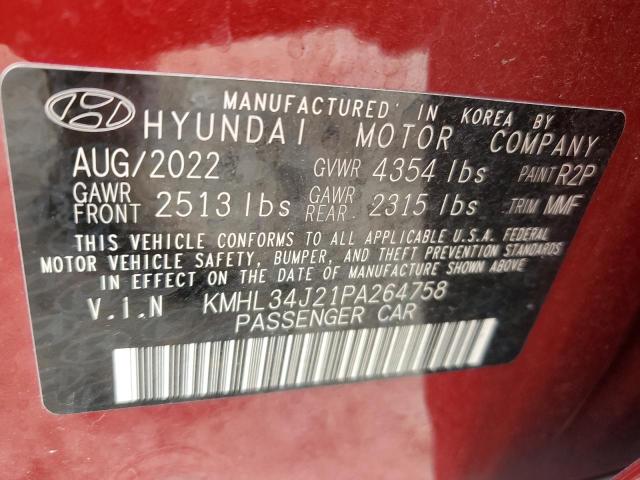 MANUFACTURED IN KOREA BY
HYUNDAI MOTOR COMPANY
AUG/2022 GVWR 4354 lbs PAINT R2P
GAWR FRONT 2513 lbs GAWR REAR 2315 lbs TRIM MMF
THIS VEHICLE CONFORMS TO ALL APPLICABLE U.S.A. FEDERAL
MOTOR VEHICLE SAFETY, BUMPER, AND THEFT PREVENTION STANDARDS
IN EFFECT ON THE DATE OF MANUFACTURE SHOWN ABOVE
V.I.N KMHL34J21PA264758
PASSENGER CAR